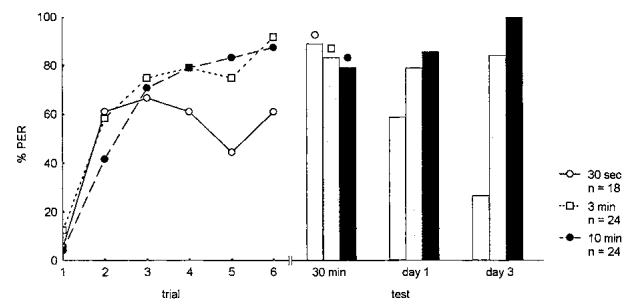 100
80
60
40
20
0
% PER
1 2 3 4 5 6
trial
30 min day 1 day 3
test
30 sec
n = 18
3 min
n = 24
10 min
n = 24